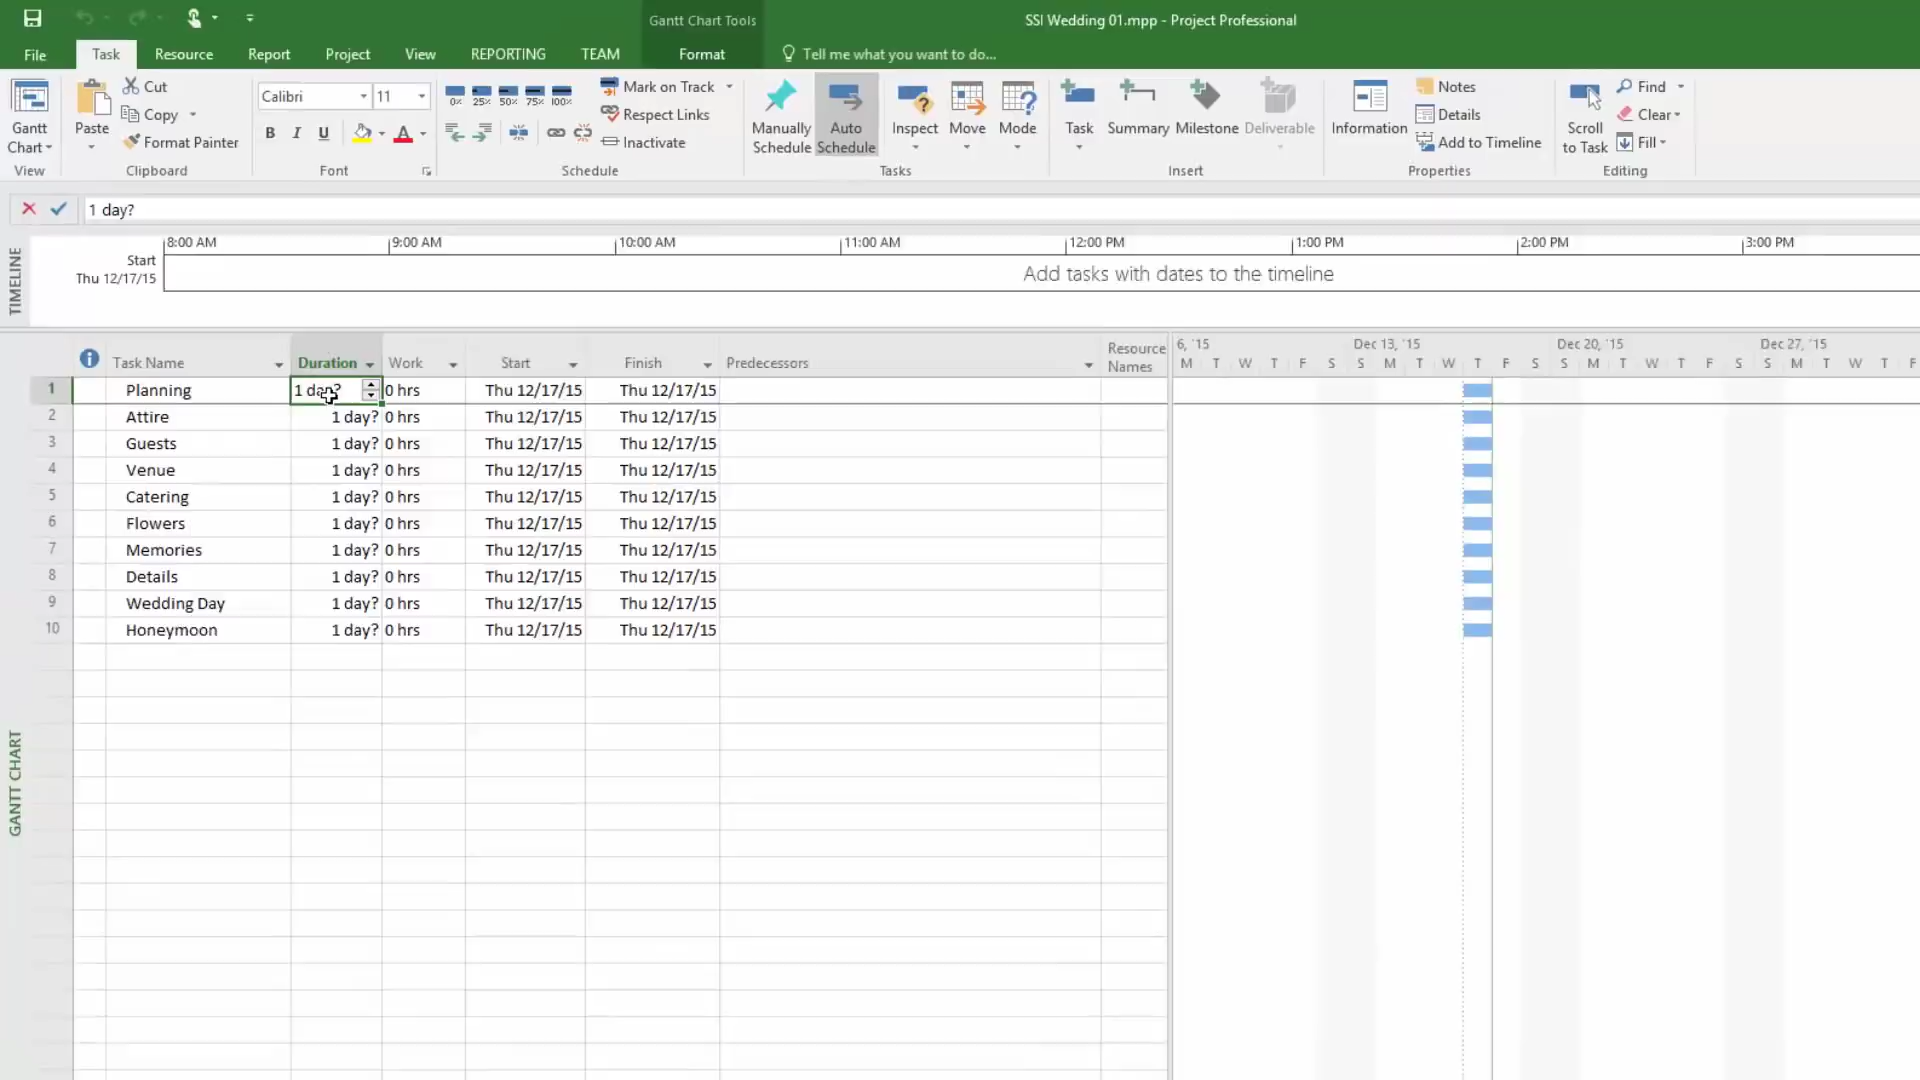 Gantt Chart Tools
SSI Wedding 01.mpp - Project Professional
File Task Resource Report Project View REPORTING TEAM Format Tell me what you want to do...
Gantt Chart
View
Paste
Cut
Copy
Format Painter
Clipboard
Calibri 11
B I U A
Font
0% 25% 50% 75% 100%
Mark on Track
Respect Links
Inactivate
Schedule
Manually Schedule
Auto Schedule
Inspect
Move
Mode
Tasks
Task
Summary
Milestone
Deliverable
Insert
Information
Notes
Details
Add to Timeline
Properties
Scroll to Task
Find
Clear
Fill
Editing
1 day?
TIMELINE
8:00 AM 9:00 AM 10:00 AM 11:00 AM 12:00 PM 1:00 PM 2:00 PM 3:00 PM
Start
Thu 12/17/15
Add tasks with dates to the timeline
GANTT CHART
Task Name Duration Work Start Finish Predecessors Resource Names
6, '15 Dec 13, '15 Dec 20, '15 Dec 27, '15
M T W T F S S M T W T F S S M T W T F S S M T W T F
1 Planning 1 day? 0 hrs Thu 12/17/15 Thu 12/17/15
2 Attire 1 day? 0 hrs Thu 12/17/15 Thu 12/17/15
3 Guests 1 day? 0 hrs Thu 12/17/15 Thu 12/17/15
4 Venue 1 day? 0 hrs Thu 12/17/15 Thu 12/17/15
5 Catering 1 day? 0 hrs Thu 12/17/15 Thu 12/17/15
6 Flowers 1 day? 0 hrs Thu 12/17/15 Thu 12/17/15
7 Memories 1 day? 0 hrs Thu 12/17/15 Thu 12/17/15
8 Details 1 day? 0 hrs Thu 12/17/15 Thu 12/17/15
9 Wedding Day 1 day? 0 hrs Thu 12/17/15 Thu 12/17/15
10 Honeymoon 1 day? 0 hrs Thu 12/17/15 Thu 12/17/15